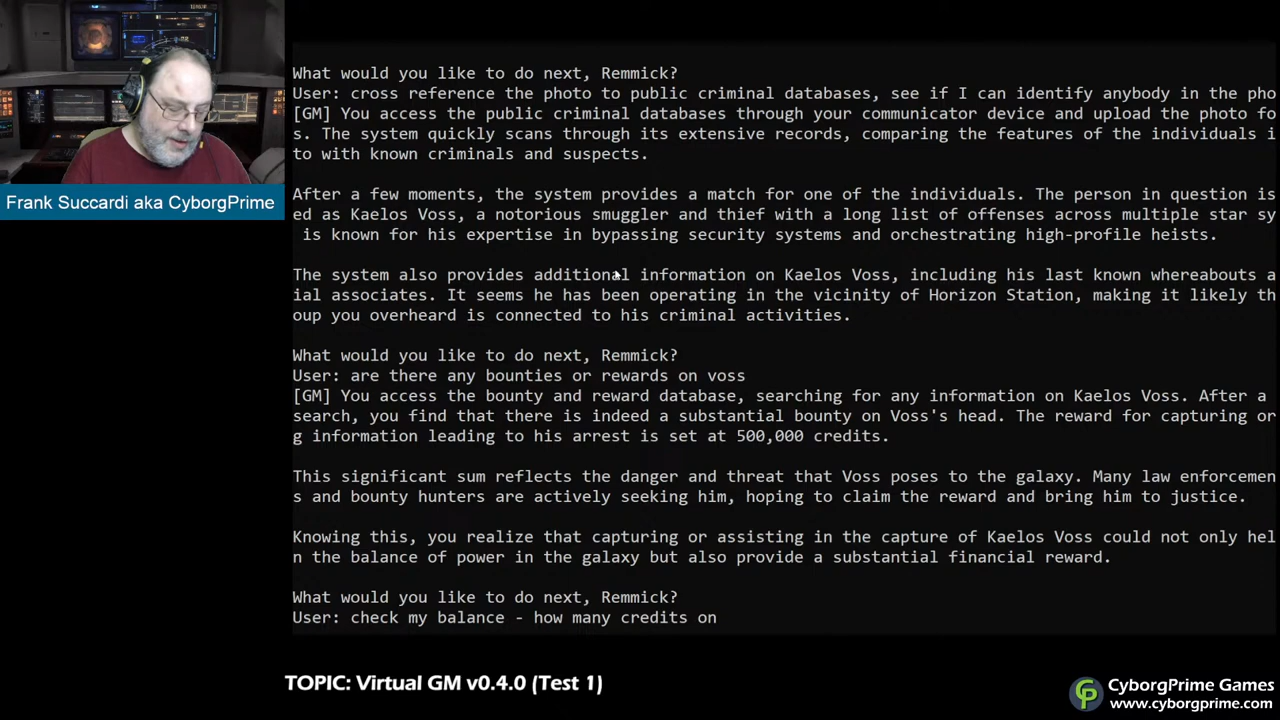 What would you like to do next, Remmick?
User: cross reference the photo to public criminal databases, see if I can identify anybody in the pho
[GM] You access the public criminal databases through your communicator device and upload the photo fo
s. The system quickly scans through its extensive records, comparing the features of the individuals i
to with known criminals and suspects.
After a few moments, the system provides a match for one of the individuals. The person in question is
ed as Kaelos Voss, a notorious smuggler and thief with a long list of offenses across multiple star sy
is known for his expertise in bypassing security systems and orchestrating high-profile heists.
The system also provides additional information on Kaelos Voss, including his last known whereabouts a
ial associates. It seems he has been operating in the vicinity of Horizon Station, making it likely th
oup you overheard is connected to his criminal activities.
What would you like to do next, Remmick?
User: are there any bounties or rewards on voss
[GM] You access the bounty and reward database, searching for any information on Kaelos Voss. After a
search, you find that there is indeed a substantial bounty on Voss's head. The reward for capturing or
g information leading to his arrest is set at 500,000 credits.
This significant sum reflects the danger and threat that Voss poses to the galaxy. Many law enforcemen
s and bounty hunters are actively seeking him, hoping to claim the reward and bring him to justice.
Knowing this, you realize that capturing or assisting in the capture of Kaelos Voss could not only hel
n the balance of power in the galaxy but also provide a substantial financial reward.
What would you like to do next, Remmick?
User: check my balance - how many credits on
Frank Succardi aka CyborgPrime
TOPIC: Virtual GM v0.4.0 (Test 1)
CyborgPrime Games
www.cyborgprime.com